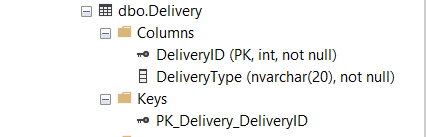 dbo.Delivery
Columns
DeliveryID (PK, int, not null)
DeliveryType (nvarchar(20), not null)
Keys
PK_Delivery_DeliveryID